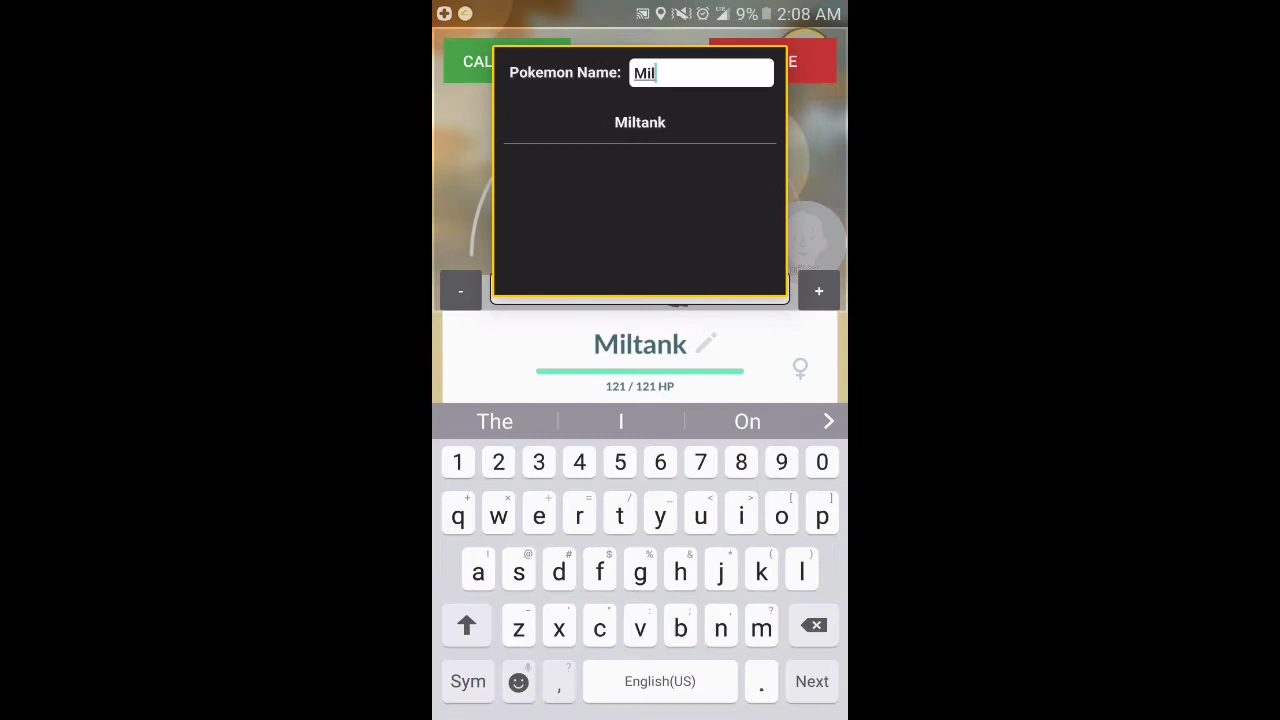 9% 2:08 AM
CAL
E
Pokemon Name: Mil
Miltank
- +
Miltank
121 / 121 HP
The I On
1 2 3 4 5 6 7 8 9 0
+ × ÷ = / _ < > [ ]
q w e r t y u i o p
! @ # $ % & - * ( )
a s d f g h j k l
- ' " : ; , ?
z x c v b n m
Sym , English(US) . Next